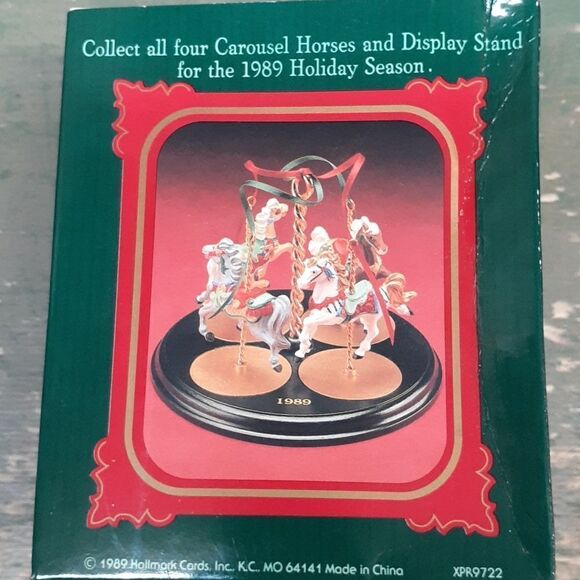 Collect all four Carousel Horses and Display Stand
for the 1989 Holiday Season.
1989
© 1989 Hallmark Cards, Inc. K.C. MO 64141 Made in China XPR9722